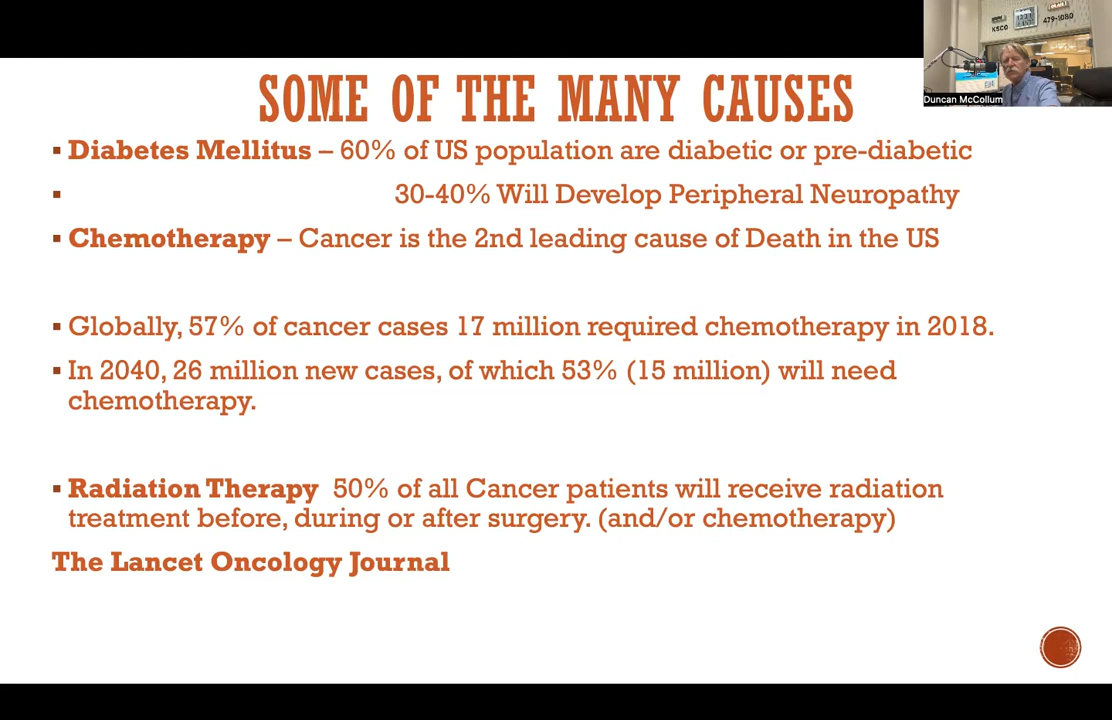 SOME OF THE MANY CAUSES
KSCO
479-1080
Duncan McCollum
▪ Diabetes Mellitus – 60% of US population are diabetic or pre-diabetic
▪ 30-40% Will Develop Peripheral Neuropathy
▪ Chemotherapy – Cancer is the 2nd leading cause of Death in the US
▪ Globally, 57% of cancer cases 17 million required chemotherapy in 2018.
▪ In 2040, 26 million new cases, of which 53% (15 million) will need
chemotherapy.
▪ Radiation Therapy 50% of all Cancer patients will receive radiation
treatment before, during or after surgery. (and/or chemotherapy)
The Lancet Oncology Journal